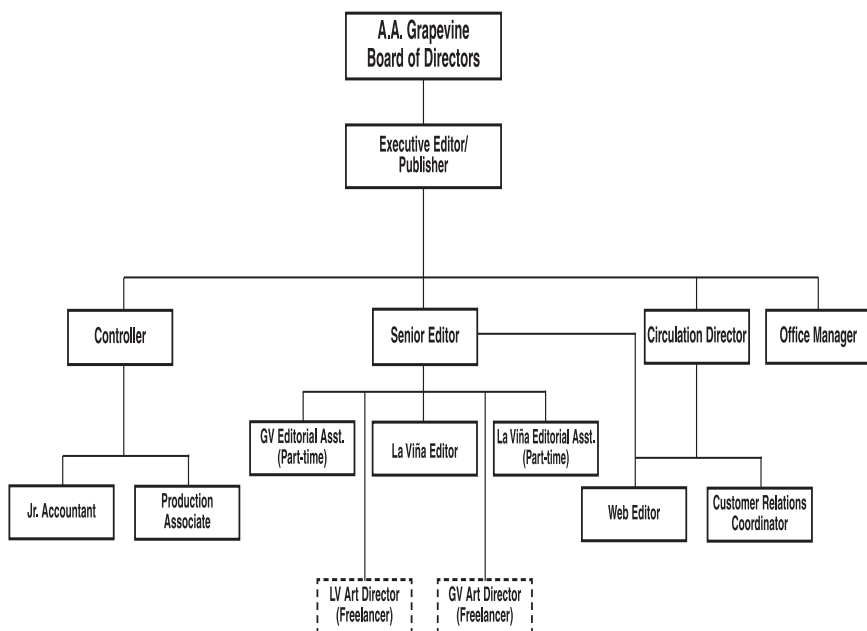 A.A. Grapevine
Board of Directors
Executive Editor/
Publisher
Controller
Senior Editor
Circulation Director
Office Manager
GV Editorial Asst.
(Part-time)
La Viña Editor
La Viña Editorial Asst.
(Part-time)
Jr. Accountant
Production
Associate
Web Editor
Customer Relations
Coordinator
LV Art Director
(Freelancer)
GV Art Director
(Freelancer)